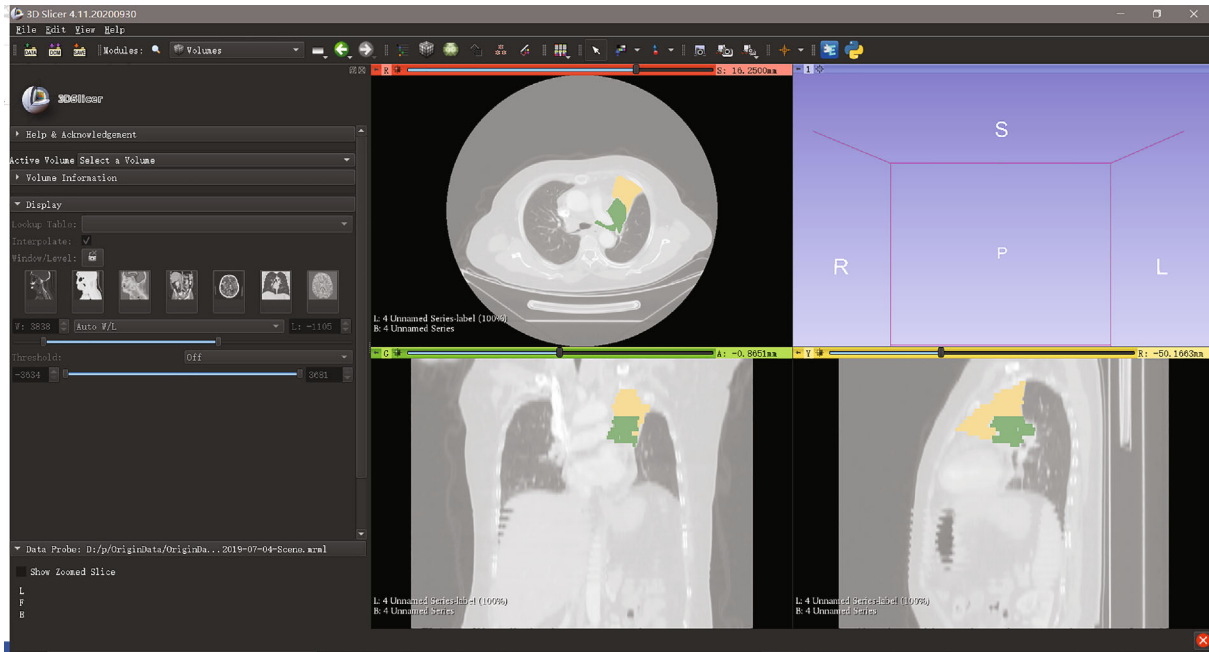 3D Slicer 4.11.20200930
File Edit View Help
DATA DCM SAVE Modules: Volumes
3DSlicer
Help & Acknowledgement
Active Volume Select a Volume
Volume Information
Display
Lookup Table:
Interpolate:
Window/Level:
W: 3838 Auto W/L L: -1105
Threshold: Off
-3634 3681
Data Probe: D:/p/OriginData/OriginDa...2019-07-04-Scene.mrml
Show Zoomed Slice
L
F
B
R S: 16.2500mm
L: 4 Unnamed Series-label (100%)
B: 4 Unnamed Series
1
S
R P L
G A: -0.8651mm
L: 4 Unnamed Series-label (100%)
B: 4 Unnamed Series
Y R: -50.1663mm
L: 4 Unnamed Series-label (100%)
B: 4 Unnamed Series